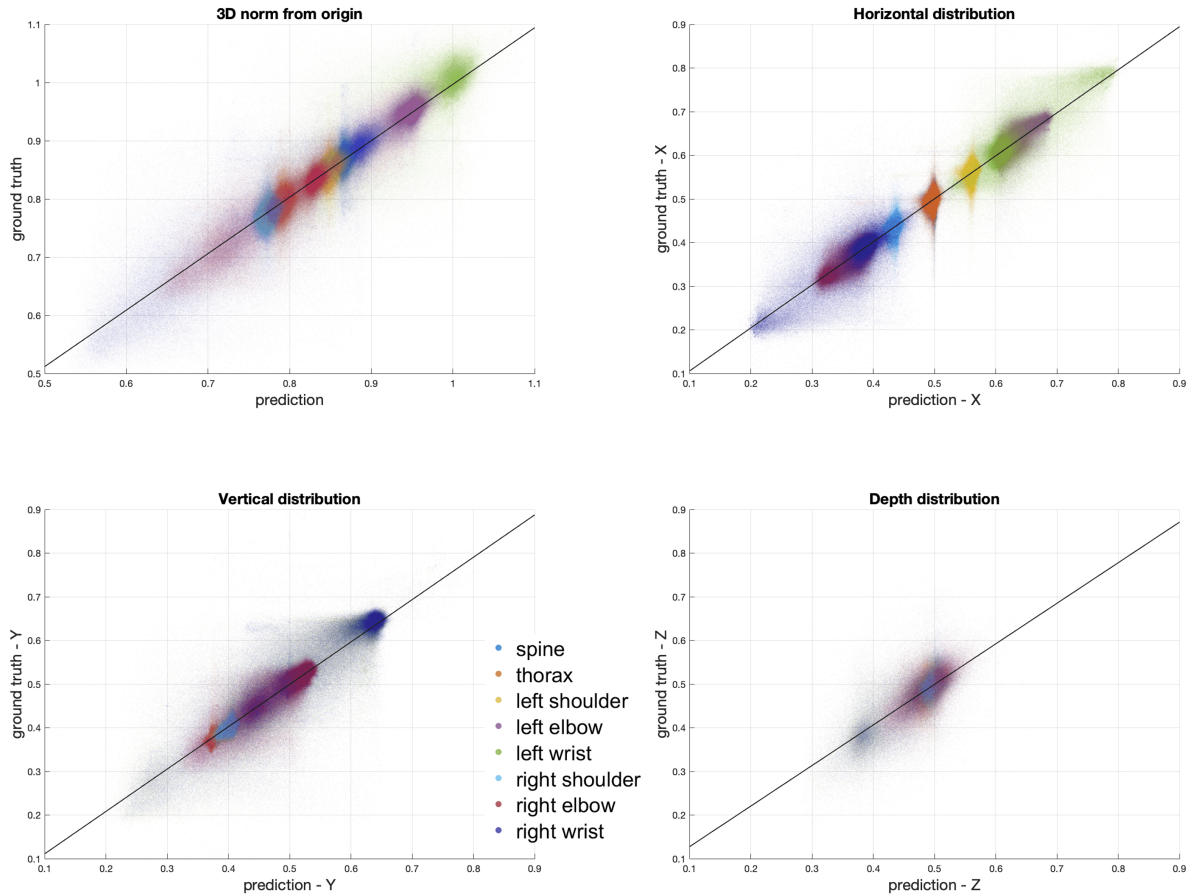 3D norm from origin
1.1
1
0.9
0.8
0.7
0.6
0.5
ground truth
0.5 0.6 0.7 0.8 0.9 1 1.1
prediction
Horizontal distribution
0.9
0.8
0.7
0.6
0.5
0.4
0.3
0.2
0.1
ground truth - X
0.1 0.2 0.3 0.4 0.5 0.6 0.7 0.8 0.9
prediction - X
Vertical distribution
0.9
0.8
0.7
0.6
0.5
0.4
0.3
0.2
0.1
ground truth - Y
0.1 0.2 0.3 0.4 0.5 0.6 0.7 0.8 0.9
prediction - Y
spine
thorax
left shoulder
left elbow
left wrist
right shoulder
right elbow
right wrist
Depth distribution
0.9
0.8
0.7
0.6
0.5
0.4
0.3
0.2
0.1
ground truth - Z
0.1 0.2 0.3 0.4 0.5 0.6 0.7 0.8 0.9
prediction - Z